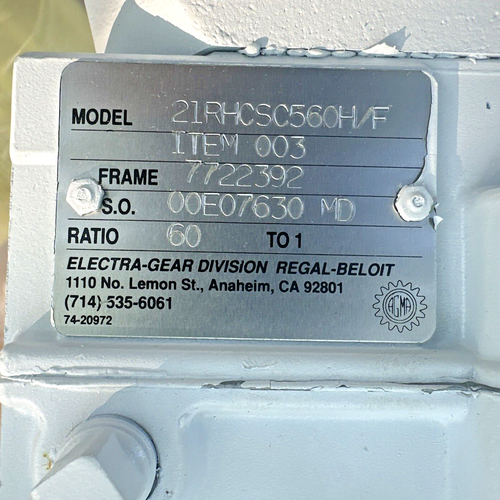 MODEL 21RHCSC560H/F
ITEM 003
FRAME 7722392
S.O. 00E07630 MD
RATIO 60 TO 1
ELECTRA-GEAR DIVISION REGAL-BELOIT
1110 No. Lemon St., Anaheim, CA 92801
(714) 535-6061
74-20972
AGMA